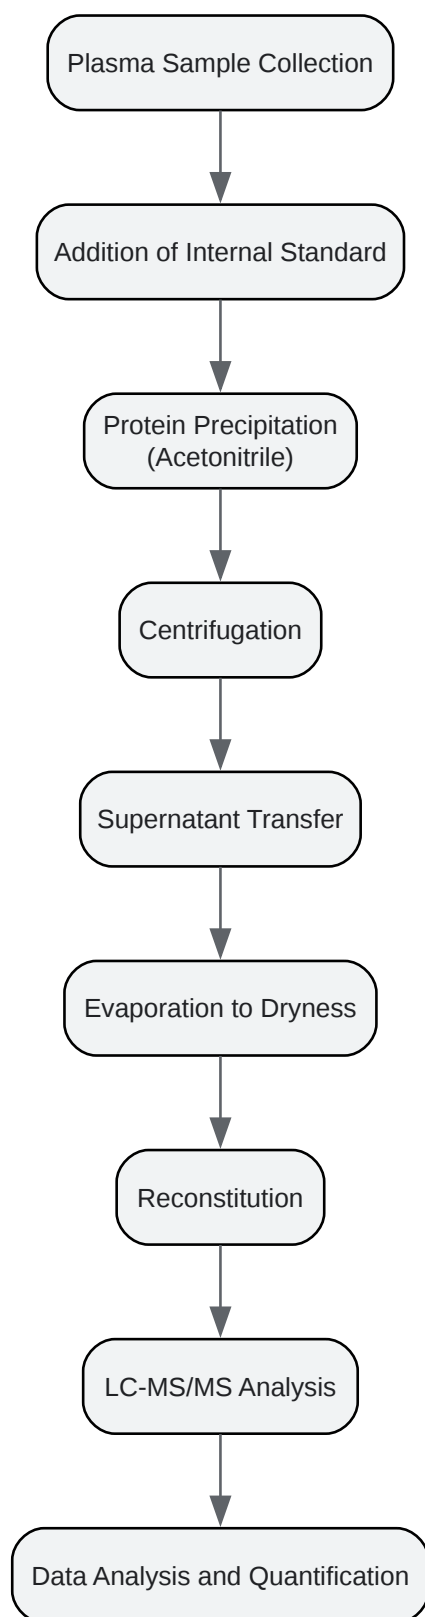 Plasma Sample Collection
Addition of Internal Standard
Protein Precipitation
(Acetonitrile)
Centrifugation
Supernatant Transfer
Evaporation to Dryness
Reconstitution
LC-MS/MS Analysis
Data Analysis and Quantification